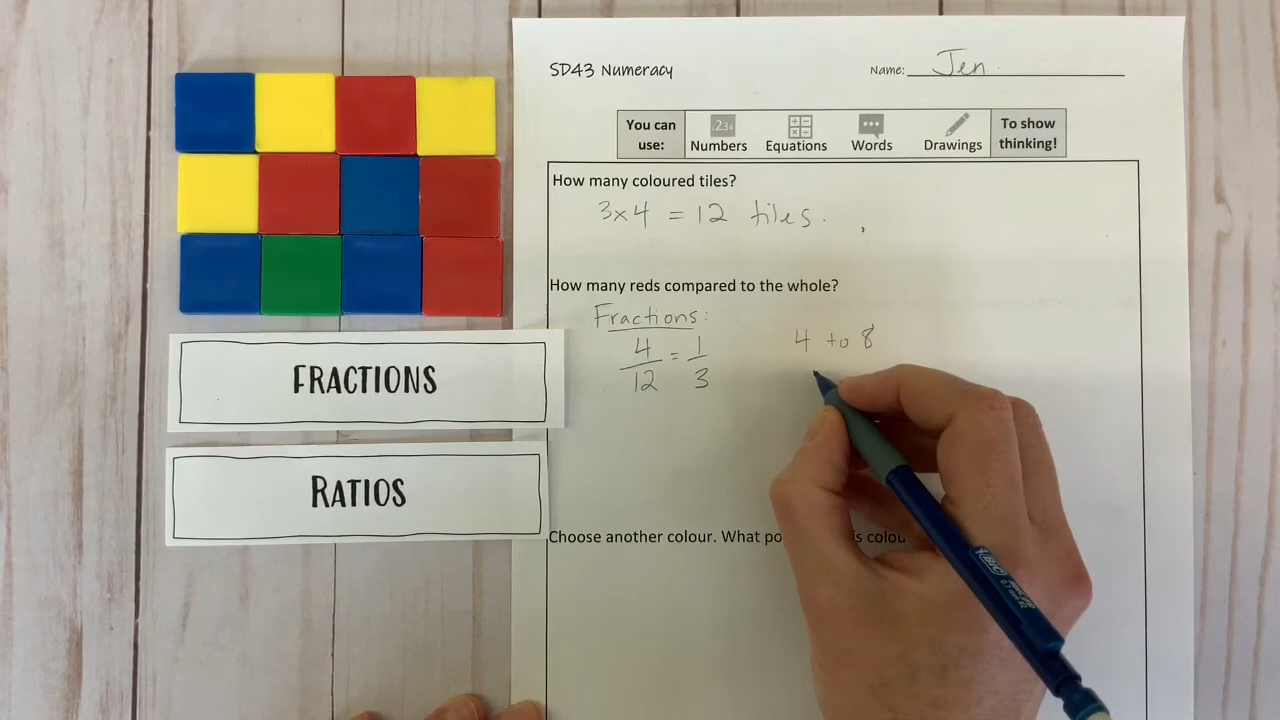 SD43 Numeracy
Name: Jen.
You can use:
Numbers
Equations
Words
Drawings
To show thinking!
How many coloured tiles?
3x4 = 12 tiles.
How many reds compared to the whole?
Fractions:
4/12 = 1/3
4 to 8
FRACTIONS
RATIOS
Choose another colour. What